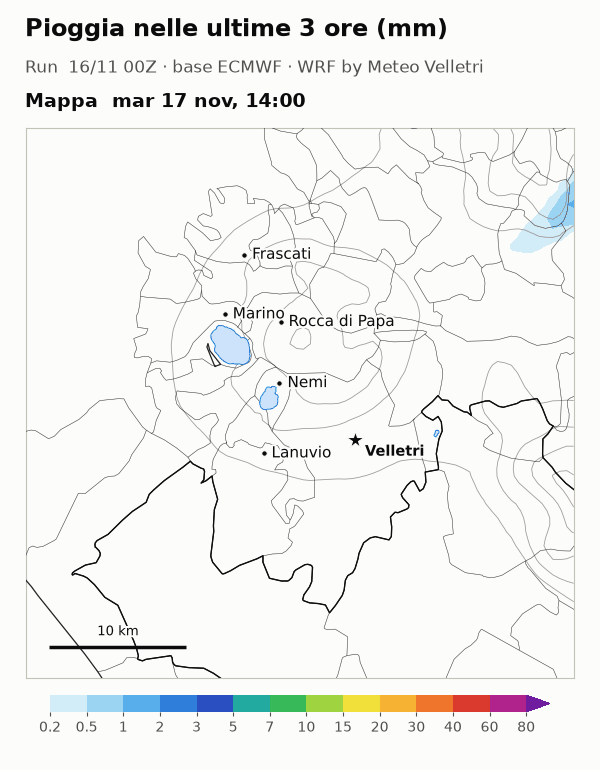 Pioggia nelle ultime 3 ore (mm)
Run  16/11 00Z · base ECMWF · WRF by Meteo Velletri
Mappa  mar 17 nov, 14:00
Frascati
Marino
Rocca di Papa
Nemi
Velletri
Lanuvio
10 km
0.2 0.5 1 2 3 5 7 10 15 20 30 40 60 80